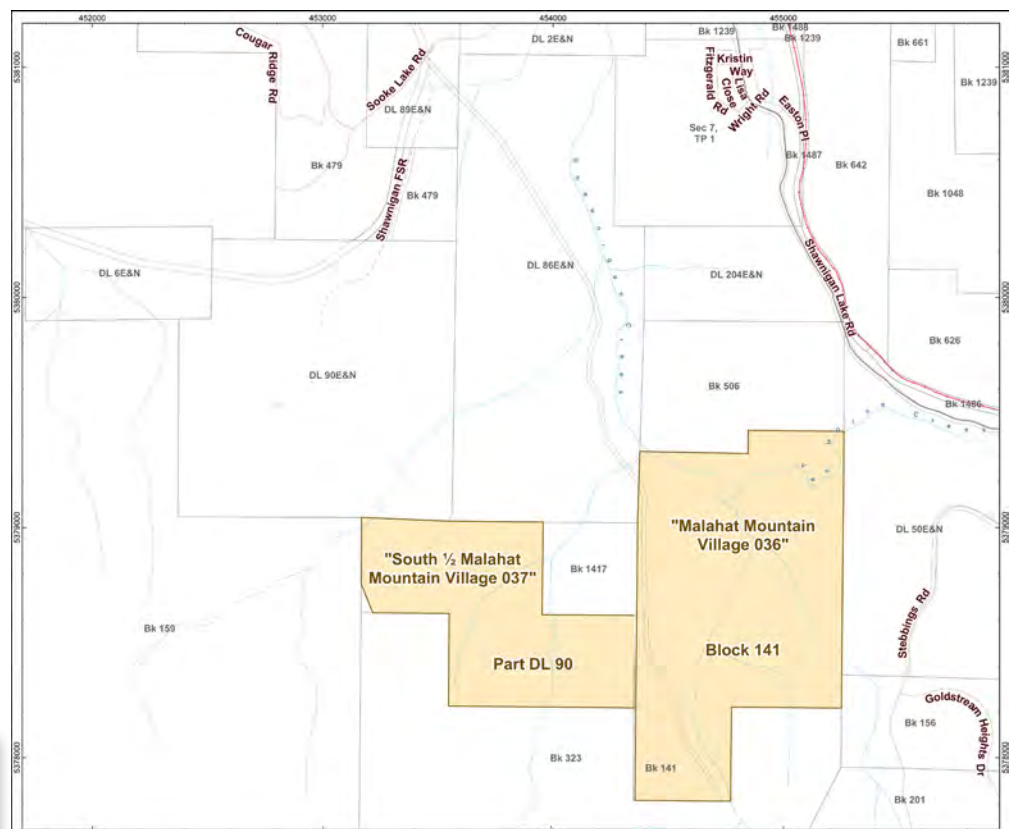 452000
453000
454000
455000
5381000
5381000
Cougar
Ridge Rd
Sooke Lake Rd
DL 2E&N
Bk 1239
Bk 1488
Bk 1239
Bk 661
Bk 1239
Kristin
Way
Lisa
Close
Fitzgerald
Rd
Wright Rd
Easton Pl
DL 89E&N
Sec 7,
TP 1
Bk 479
Bk 479
Shawnigan FSR
Bk 1487
Bk 642
Bk 1048
DL 6E&N
DL 86E&N
DL 204E&N
Shawnigan Lake Rd
5380000
5380000
Bk 626
DL 90E&N
Bk 506
Bk 1486
5379000
5379000
"Malahat Mountain
Village 036"
DL 50E&N
"South ½ Malahat
Mountain Village 037"
Bk 1417
Stebbings Rd
Bk 159
Part DL 90
Block 141
Goldstream Heights Dr
Bk 156
5378000
5378000
Bk 323
Bk 141
Bk 201